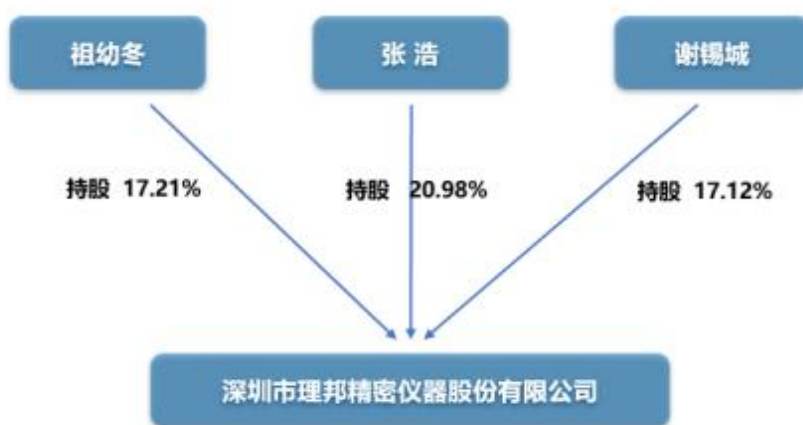 祖幼冬
张 浩
谢锡城
持股 17.21%
持股 20.98%
持股 17.12%
深圳市理邦精密仪器股份有限公司